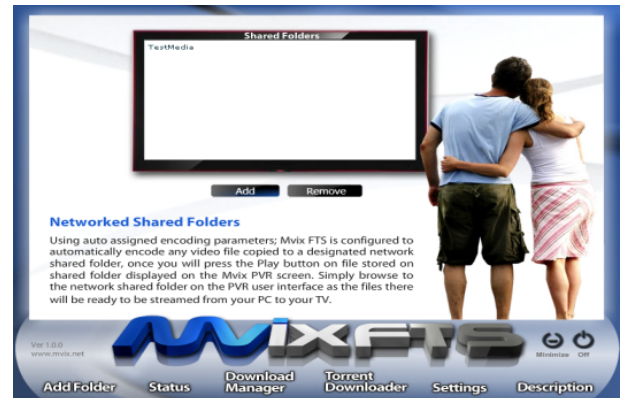 Shared Folders
TestMedia
Add
Remove
Networked Shared Folders
Using auto assigned encoding parameters; Mvix FTS is configured to
automatically encode any video file copied to a designated network
shared folder, once you will press the Play button on file stored on
shared folder displayed on the Mvix PVR screen. Simply browse to
the network shared folder on the PVR user interface as the files there
will be ready to be streamed from your PC to your TV.
MvixFTS
Ver 1.0.0
www.mvix.net
Minimize
Off
Add Folder
Status
Download
Manager
Torrent
Downloader
Settings
Description